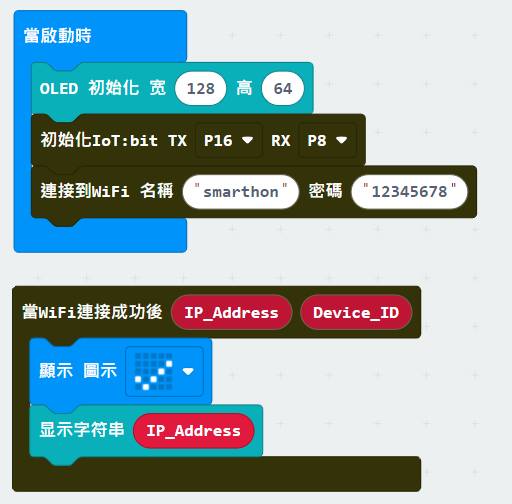 當啟動時
OLED 初始化 宽 128 高 64
初始化IoT:bit TX P16 RX P8
連接到WiFi 名稱 "smarthon" 密碼 "12345678"
當WiFi連接成功後 IP_Address Device_ID
顯示 圖示
显示字符串 IP_Address